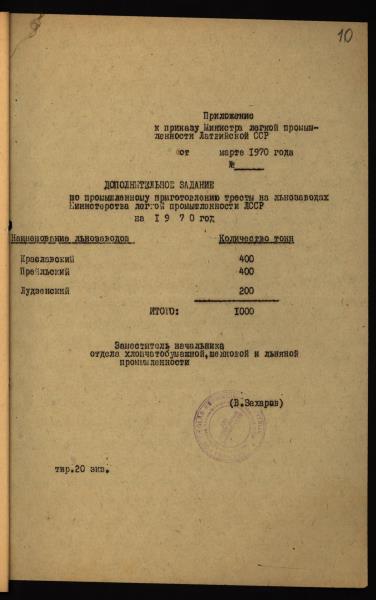 10
Приложение
к приказу Министра легкой промыш-
ленности Латвийской ССР
от марта 1970 года
№
ДОПОЛНИТЕЛЬНОЕ ЗАДАНИЕ
по промышленному приготовлению тресты на льнозаводах
Министерства легкой промышленности ЛССР
на 1970 год
Наименование льнозаводов Количество тонн
Краславский 400
Прейльский 400
Лудзенский 200
ИТОГО: 1000
Заместитель начальника
отдела хлопчатобумажной, шелковой и льняной
промышленности
(В.Захаров)
тир.20 экз.